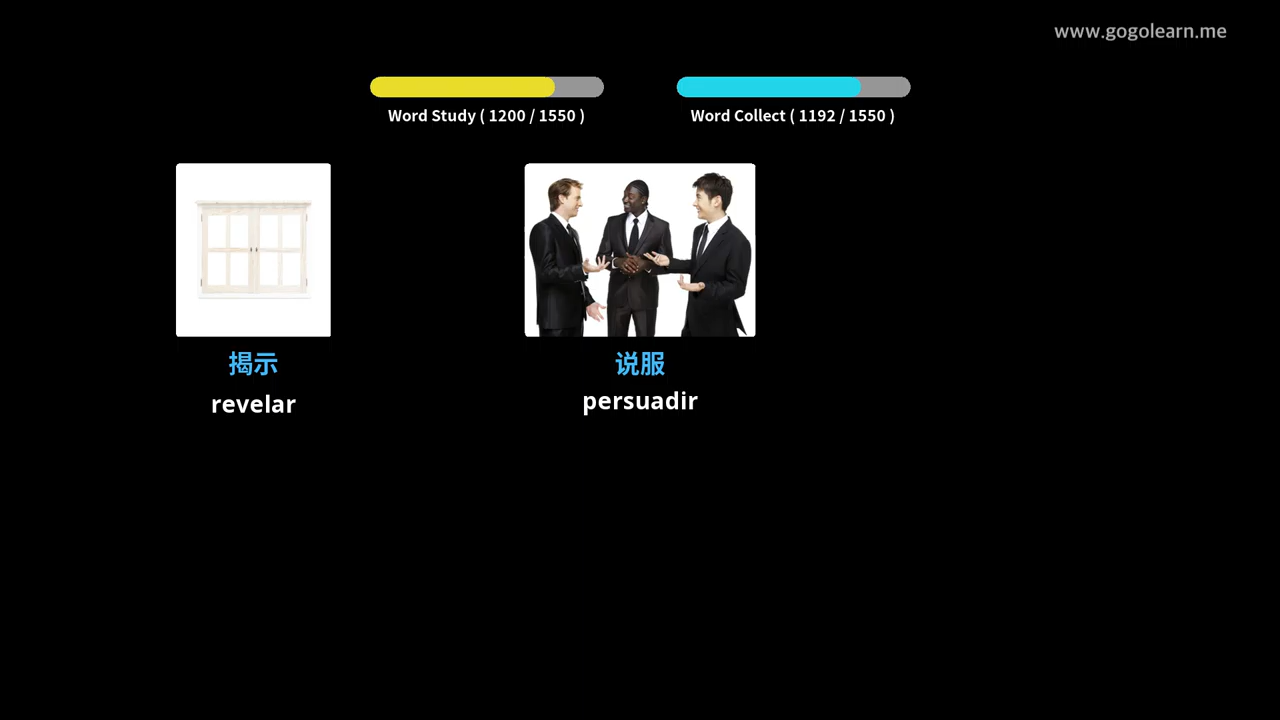 www.gogolearn.me
Word Study ( 1200 / 1550 )
Word Collect ( 1192 / 1550 )
揭示
revelar
说服
persuadir